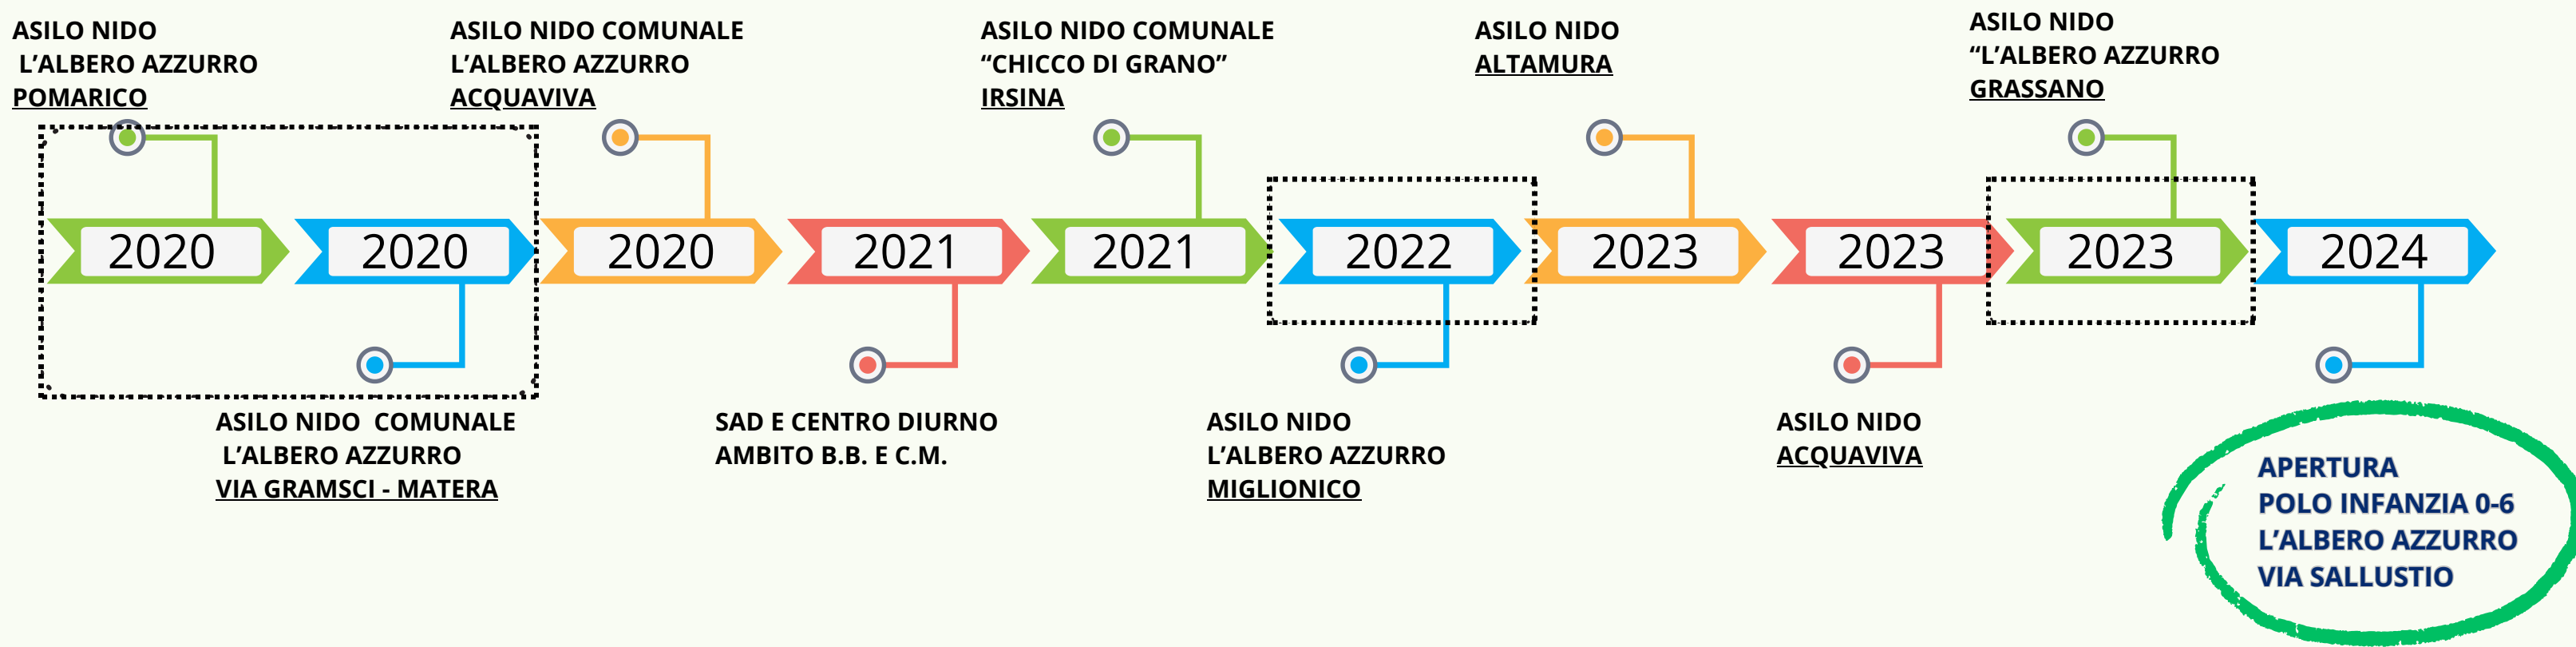 ASILO NIDO
L’ALBERO AZZURRO
POMARICO
ASILO NIDO COMUNALE
L’ALBERO AZZURRO
ACQUAVIVA
ASILO NIDO COMUNALE
“CHICCO DI GRANO”
IRSINA
ASILO NIDO
ALTAMURA
ASILO NIDO
“L’ALBERO AZZURRO
GRASSANO
2020
2020
2020
2021
2021
2022
2023
2023
2023
2024
ASILO NIDO COMUNALE
L’ALBERO AZZURRO
VIA GRAMSCI - MATERA
SAD E CENTRO DIURNO
AMBITO B.B. E C.M.
ASILO NIDO
L’ALBERO AZZURRO
MIGLIONICO
ASILO NIDO
ACQUAVIVA
APERTURA
POLO INFANZIA 0-6
L’ALBERO AZZURRO
VIA SALLUSTIO